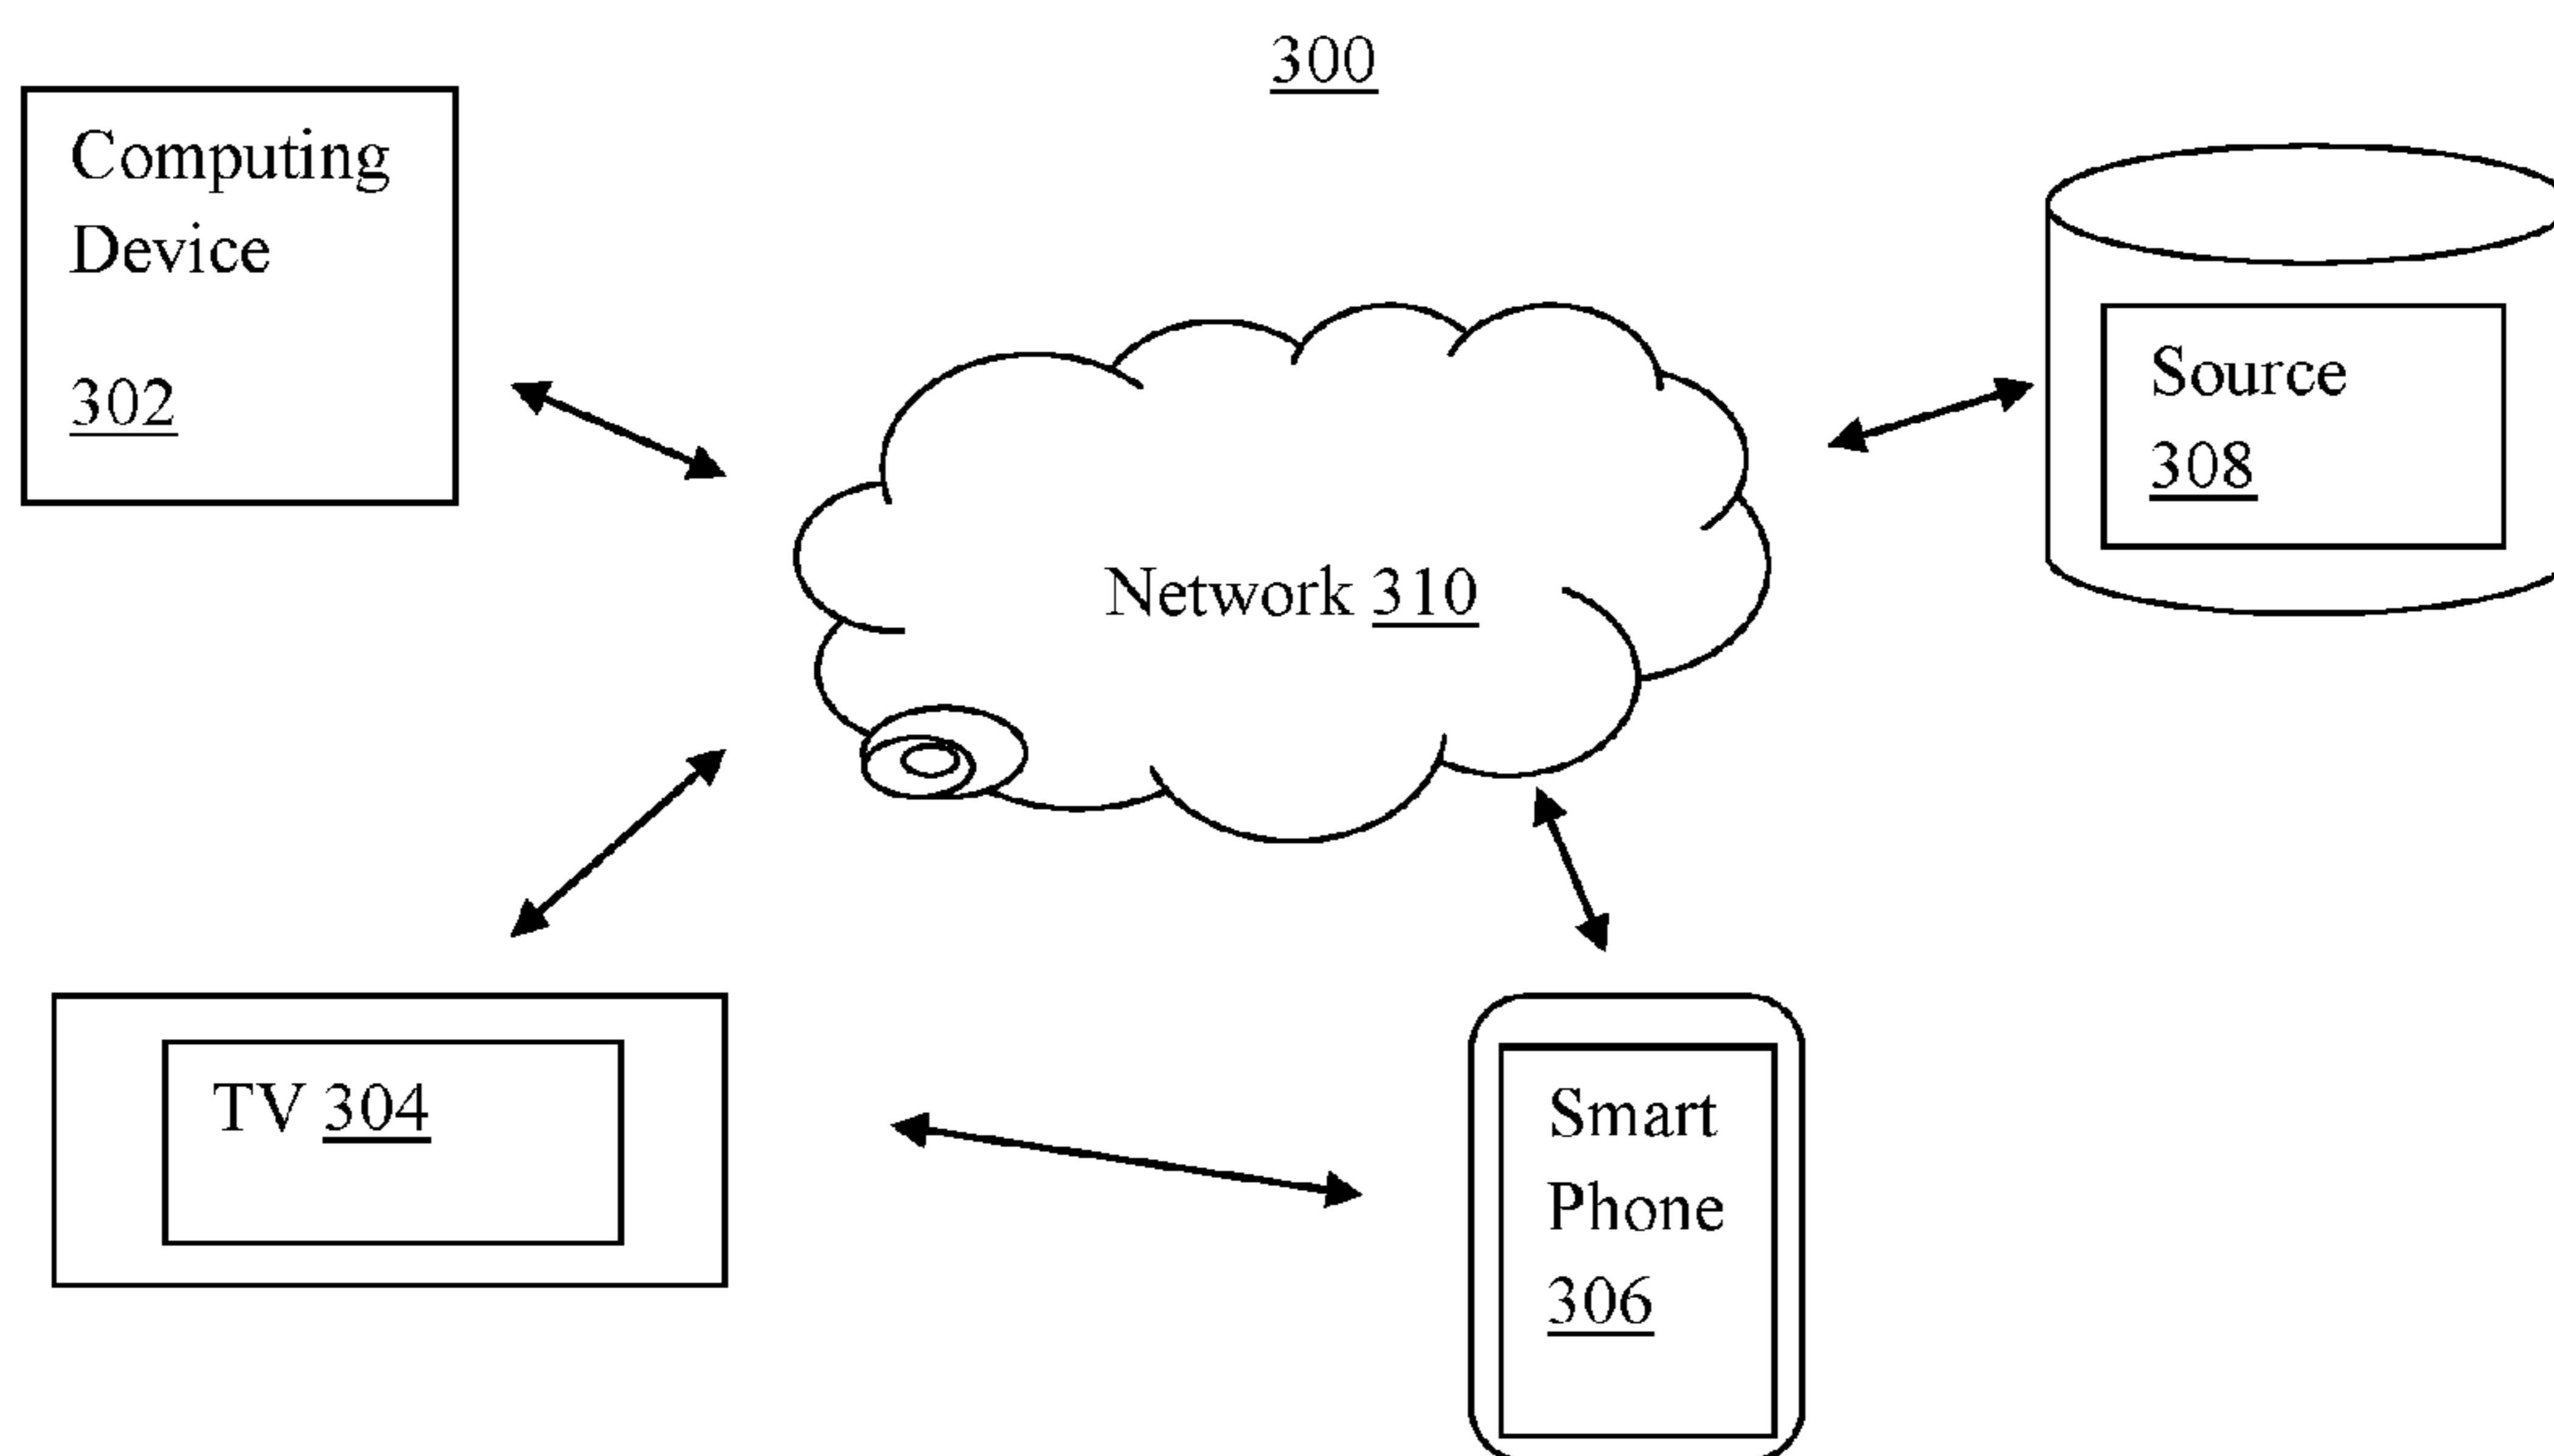 300
Computing
Device
302
Source
308
Network 310
TV 304
Smart
Phone
306